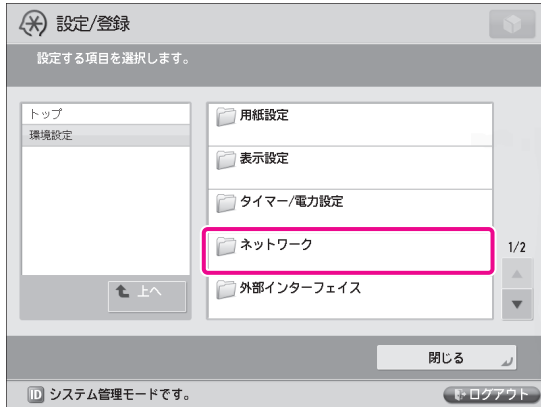 設定/登録
設定する項目を選択します。
トップ
環境設定
上へ
用紙設定
表示設定
タイマー/電力設定
ネットワーク
外部インターフェイス
1/2
閉じる
ID システム管理モードです。
ログアウト